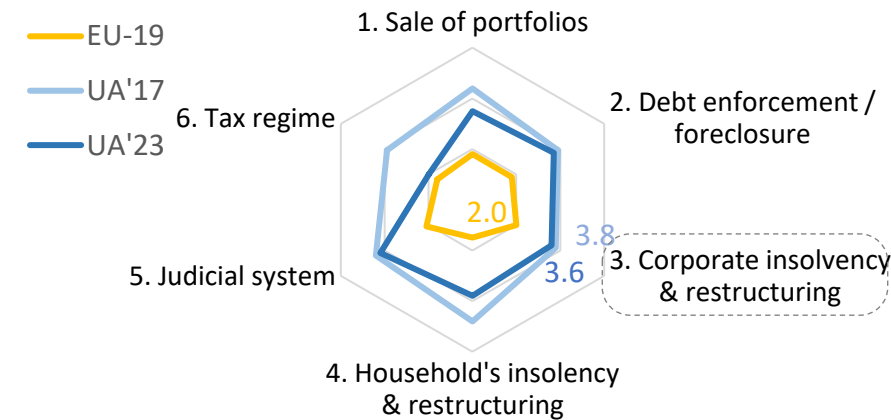 EU-19
UA'17
UA'23
1. Sale of portfolios
2. Debt enforcement /
foreclosure
3. Corporate insolvency
& restructuring
4. Household's insolency
& restructuring
5. Judicial system
6. Tax regime
2.0
3.8
3.6